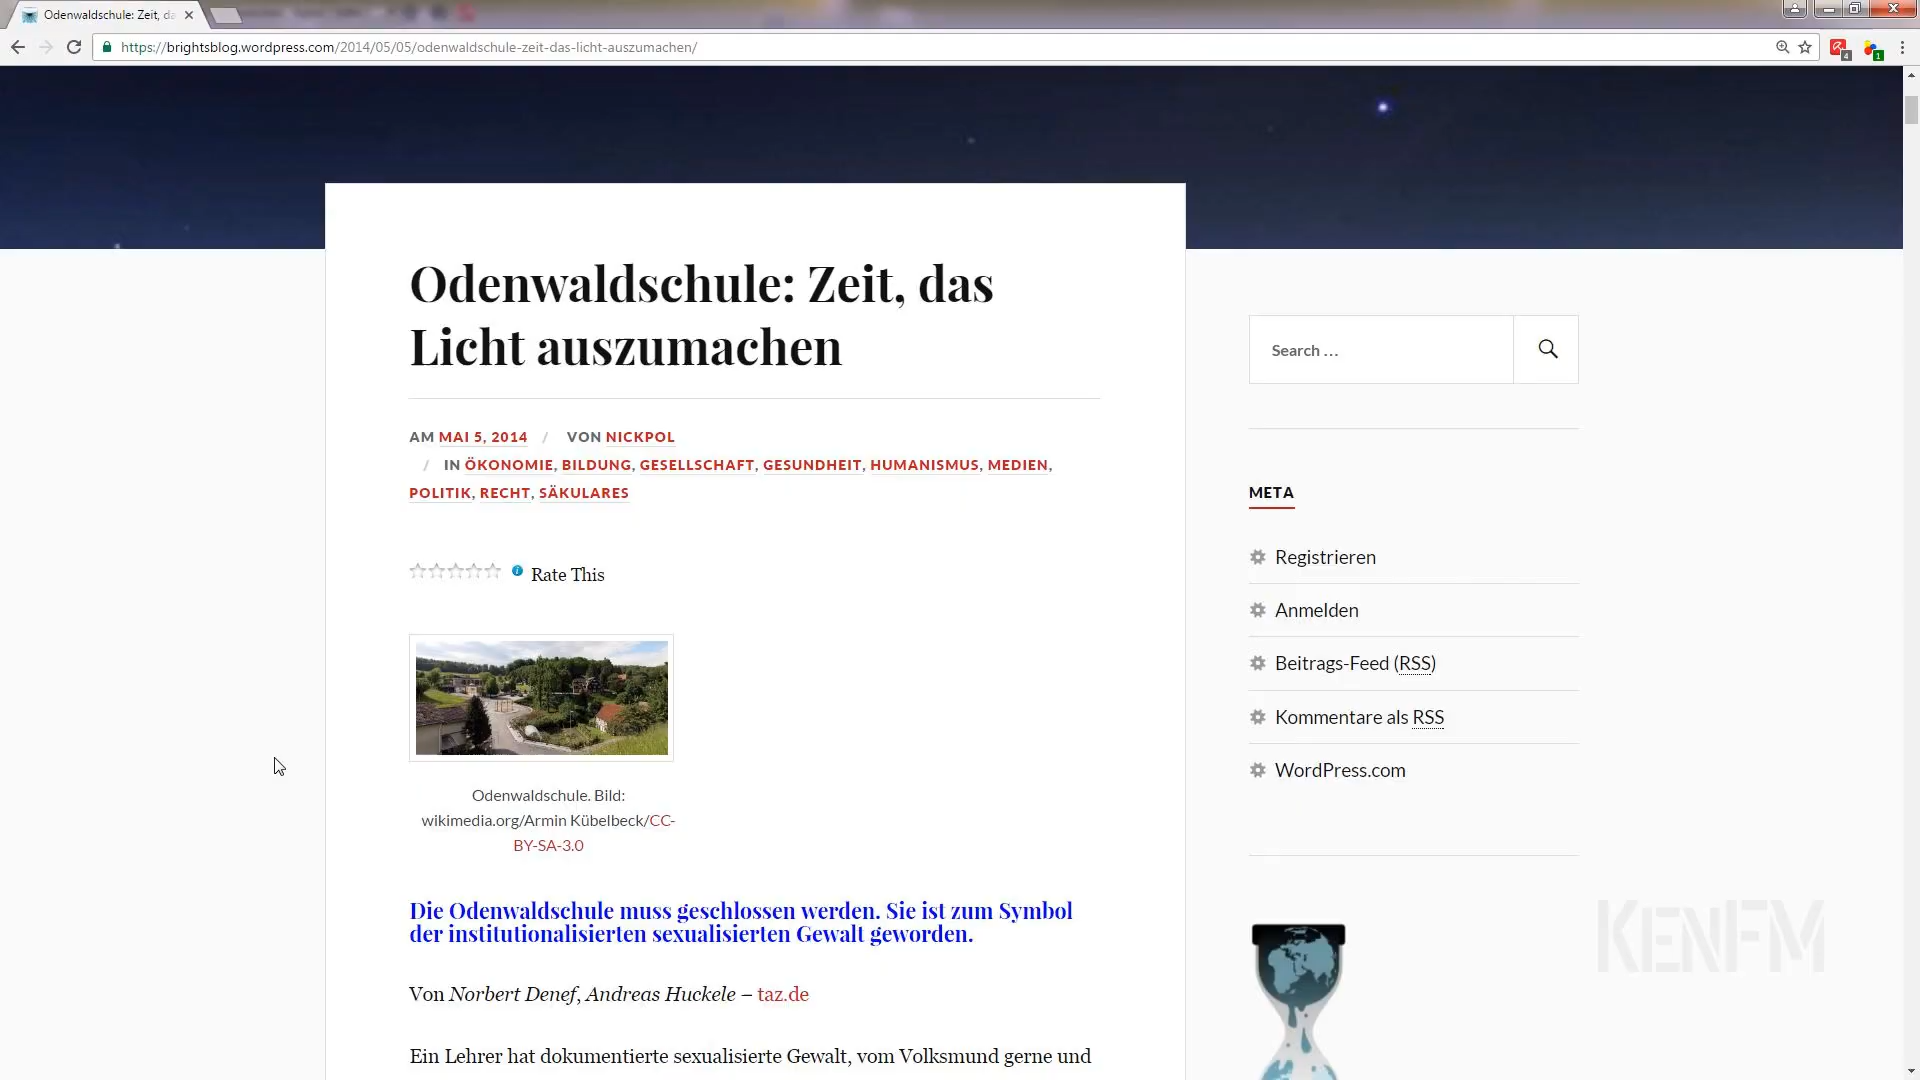 Odenwaldschule: Zeit, da
https://brightsblog.wordpress.com/2014/05/05/odenwaldschule-zeit-das-licht-auszumachen/
4
1
Odenwaldschule: Zeit, das
Licht auszumachen
AM MAI 5, 2014 / VON NICKPOL
/ IN ÖKONOMIE, BILDUNG, GESELLSCHAFT, GESUNDHEIT, HUMANISMUS, MEDIEN,
POLITIK, RECHT, SÄKULARES
Rate This
Odenwaldschule. Bild:
wikimedia.org/Armin Kübelbeck/CC-
BY-SA-3.0
Die Odenwaldschule muss geschlossen werden. Sie ist zum Symbol
der institutionalisierten sexualisierten Gewalt geworden.
Von Norbert Denef, Andreas Huckele – taz.de
Ein Lehrer hat dokumentierte sexualisierte Gewalt, vom Volksmund gerne und
Search …
META
Registrieren
Anmelden
Beitrags-Feed (RSS)
Kommentare als RSS
WordPress.com
KENFM